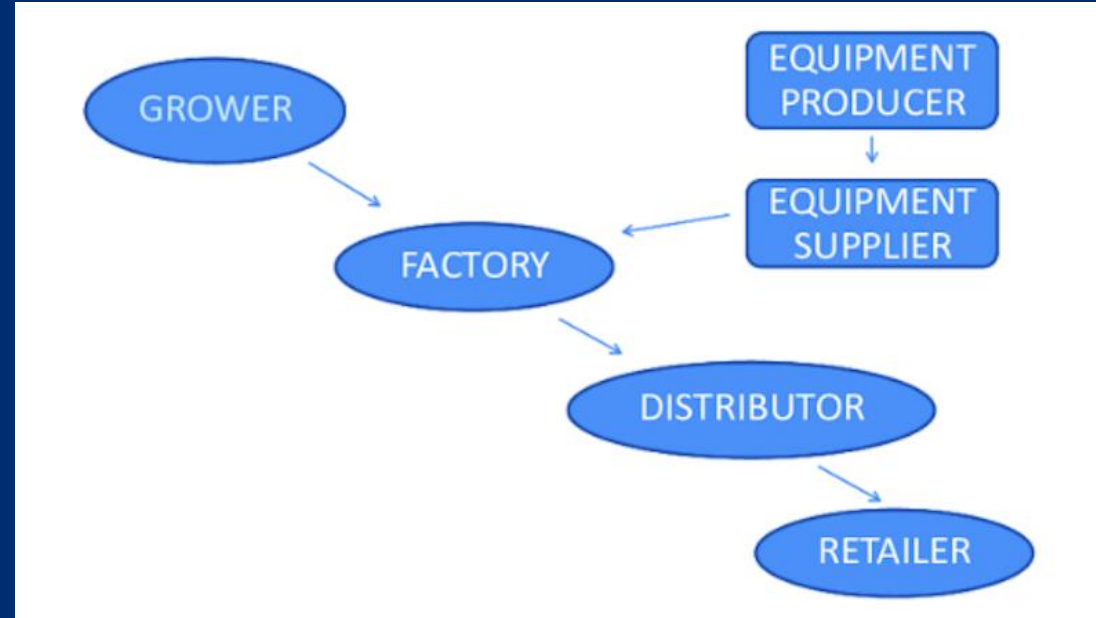 GROWER
EQUIPMENT
PRODUCER
EQUIPMENT
SUPPLIER
FACTORY
DISTRIBUTOR
RETAILER